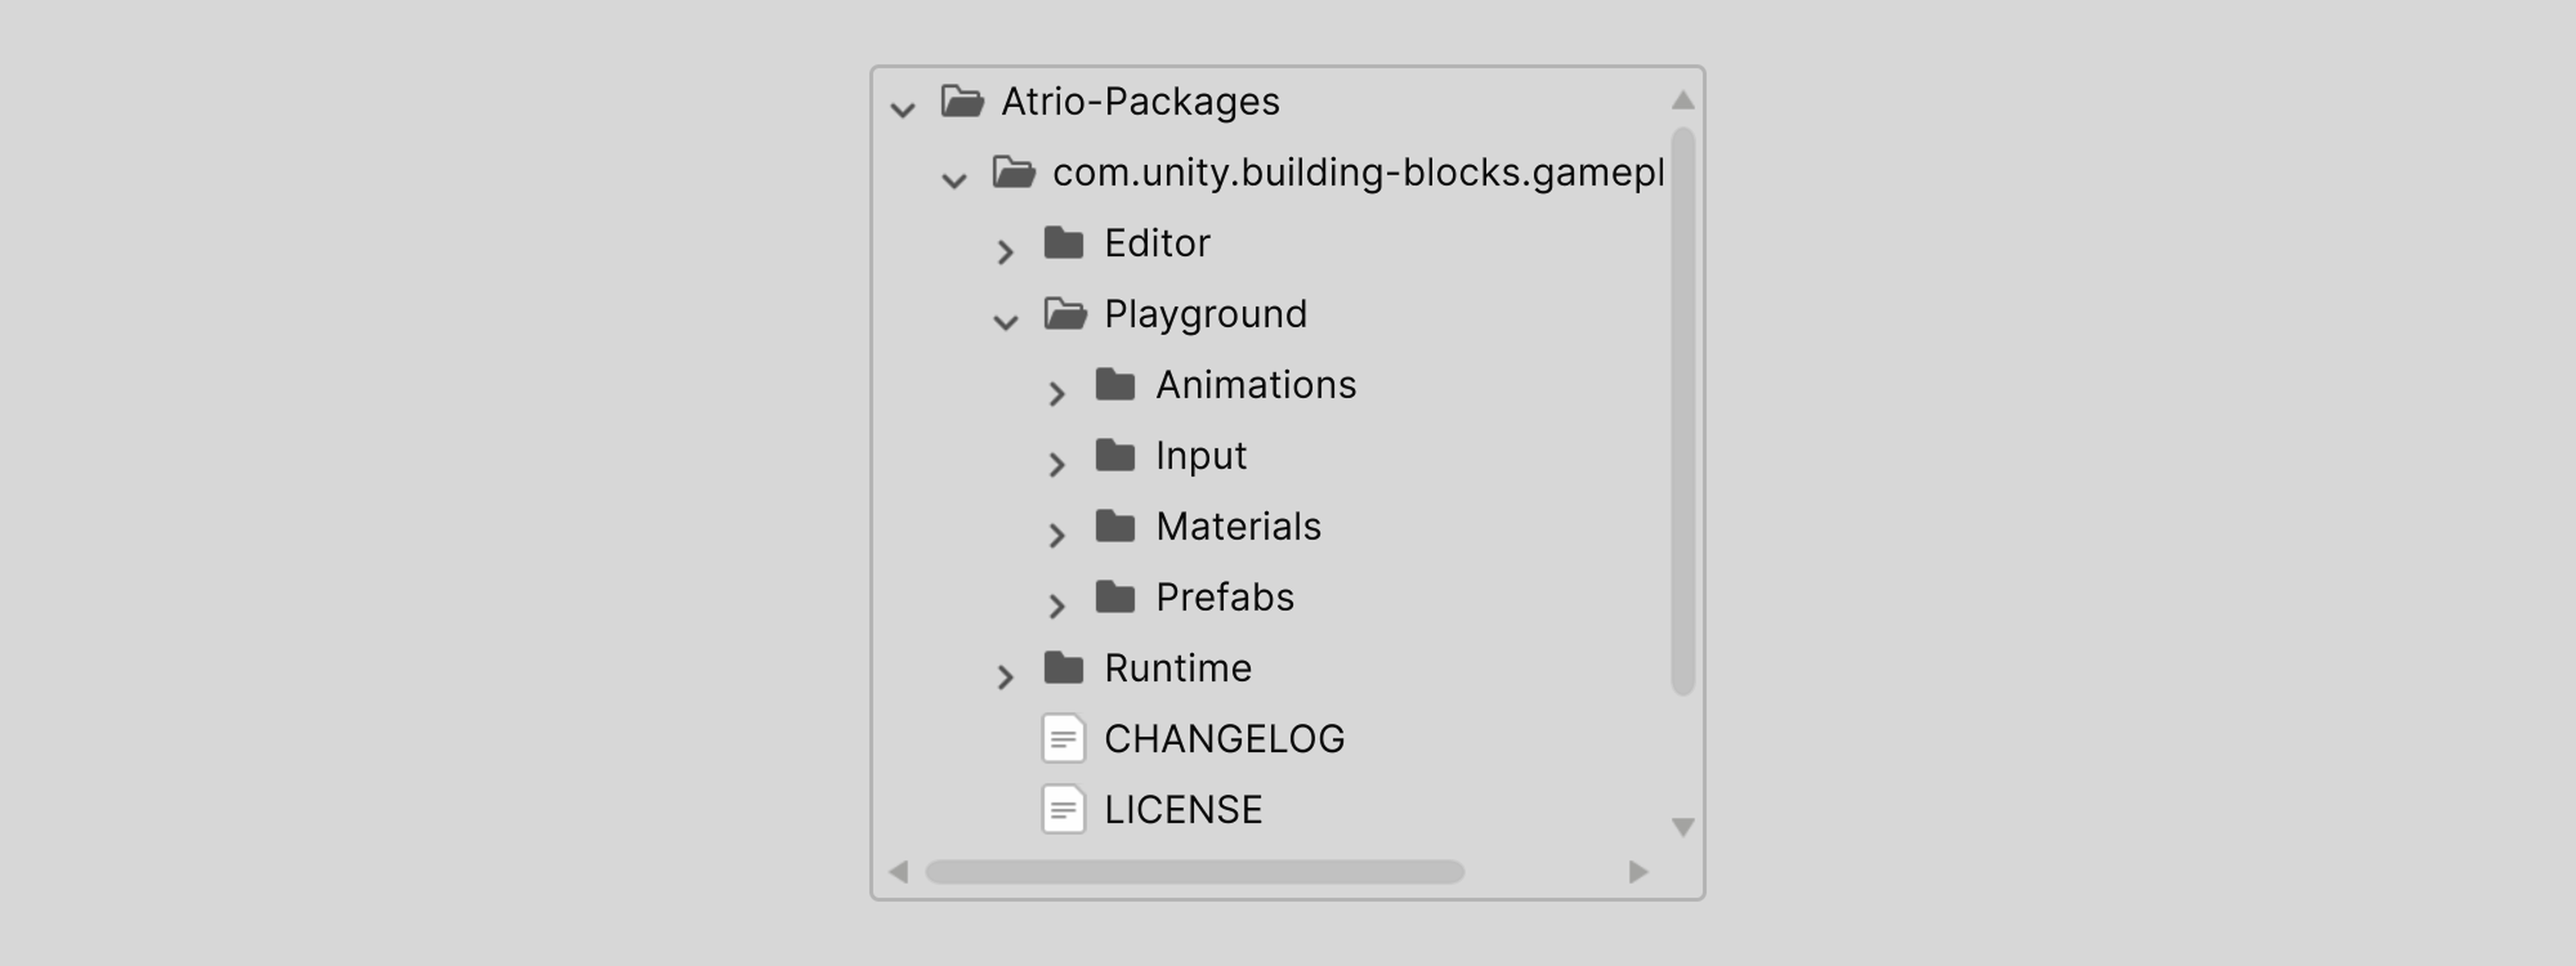 Atrio-Packages
com.unity.building-blocks.gamepl
Editor
Playground
Animations
Input
Materials
Prefabs
Runtime
CHANGELOG
LICENSE